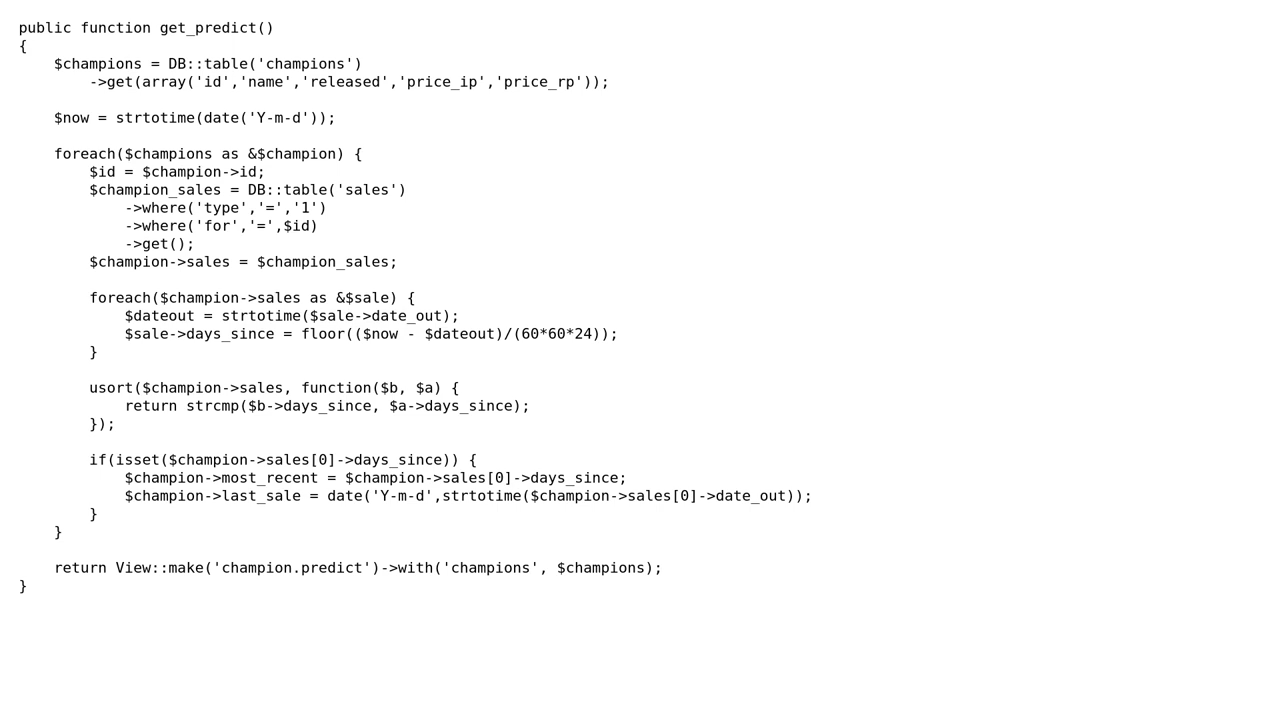 public function get_predict()
{
    $champions = DB::table('champions')
        ->get(array('id','name','released','price_ip','price_rp'));

    $now = strtotime(date('Y-m-d'));

    foreach($champions as &$champion) {
        $id = $champion->id;
        $champion_sales = DB::table('sales')
            ->where('type','=','1')
            ->where('for','=',$id)
            ->get();
        $champion->sales = $champion_sales;

        foreach($champion->sales as &$sale) {
            $dateout = strtotime($sale->date_out);
            $sale->days_since = floor(($now - $dateout)/(60*60*24));
        }

        usort($champion->sales, function($b, $a) {
            return strcmp($b->days_since, $a->days_since);
        });

        if(isset($champion->sales[0]->days_since)) {
            $champion->most_recent = $champion->sales[0]->days_since;
            $champion->last_sale = date('Y-m-d',strtotime($champion->sales[0]->date_out));
        }
    }

    return View::make('champion.predict')->with('champions', $champions);
}